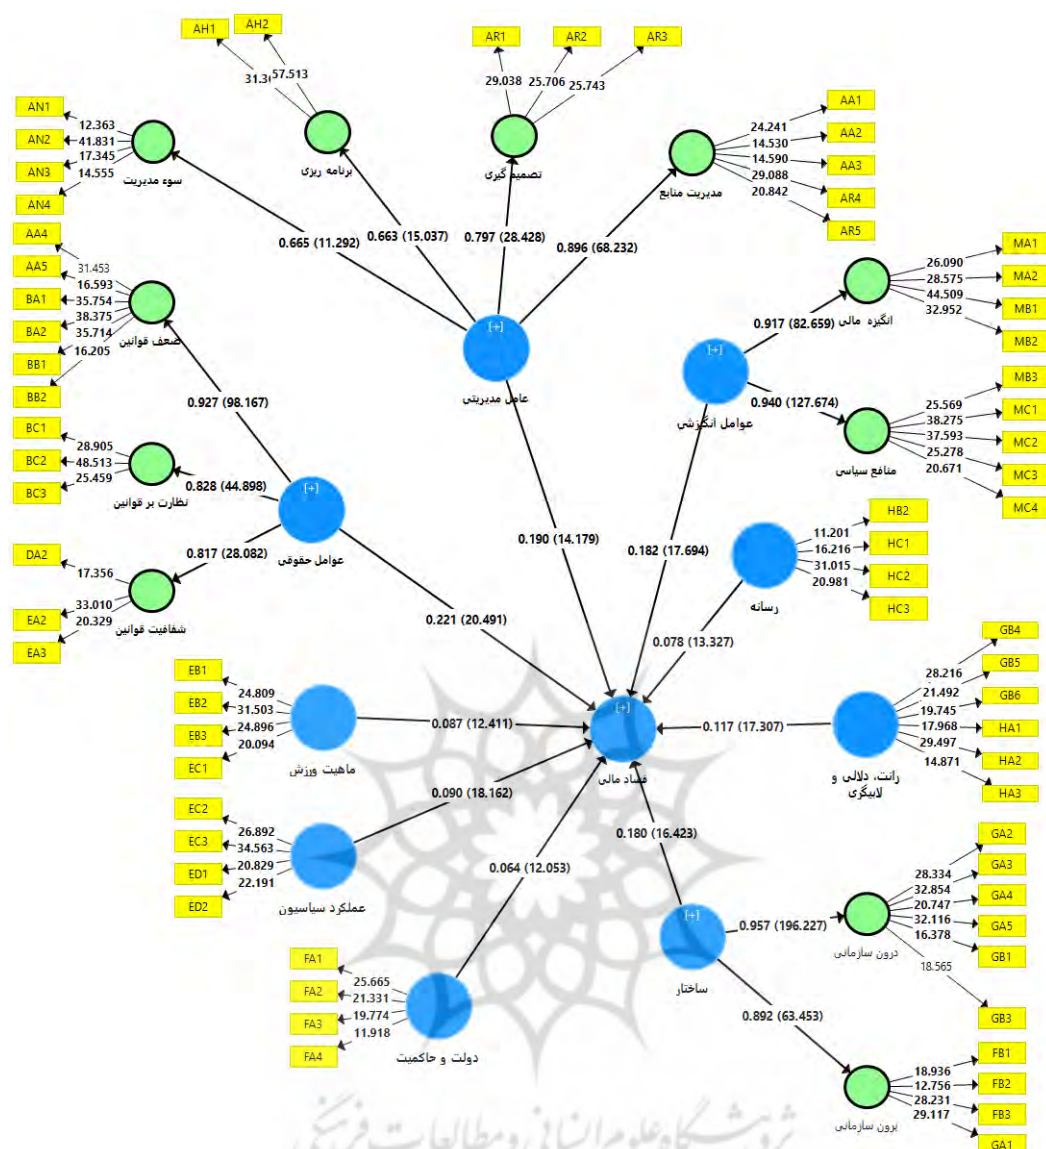 AH1
AH2
31.3
57.513
برنامه ریزی
AR1
AR2
AR3
29.038
25.706
25.743
تصمیم گیری
AN1
AN2
AN3
AN4
12.363
41.831
17.345
14.555
سوء مدیریت
AA1
AA2
AA3
AR4
AR5
24.241
14.530
14.590
29.088
20.842
مدیریت منابع
0.665 (11.292)
0.663 (15.037)
0.797 (28.428)
0.896 (68.232)
[+]
عامل مدیریتی
0.190 (14.179)
AA4
AA5
BA1
BA2
BB1
BB2
31.453
16.593
35.754
38.375
35.714
16.205
ضعف قوانین
0.927 (98.167)
BC1
BC2
BC3
28.905
48.513
25.459
نظارت بر قوانین
0.828 (44.898)
DA2
EA2
EA3
17.356
33.010
20.329
شفافیت قوانین
0.817 (28.082)
[+]
عوامل حقوقی
0.221 (20.491)
MA1
MA2
MB1
MB2
26.090
28.575
44.509
32.952
انگیزه مالی
0.917 (82.659)
[+]
عوامل انگیزشی
0.940 (127.674)
MB3
MC1
MC2
MC3
MC4
25.569
38.275
37.593
25.278
20.671
منافع سیاسی
0.182 (17.694)
HB2
HC1
HC2
HC3
11.201
16.216
31.015
20.981
رسانه
0.078 (13.327)
GB4
GB5
GB6
HA1
HA2
HA3
28.216
21.492
19.745
17.968
29.497
14.871
رانت، دلالی و
لابیگری
0.117 (17.307)
[+]
فساد مالی
EB1
EB2
EB3
EC1
24.809
31.503
24.896
20.094
ماهیت ورزش
0.087 (12.411)
EC2
EC3
ED1
ED2
26.892
34.563
20.829
22.191
عملکرد سیاسیون
0.090 (18.162)
FA1
FA2
FA3
FA4
25.665
21.331
19.774
11.918
دولت و حاکمیت
0.064 (12.053)
0.180 (16.423)
[+]
ساختار
0.957 (196.227)
GA2
GA3
GA4
GA5
GB1
GB3
28.334
32.854
20.747
32.116
16.378
18.565
درون سازمانی
0.892 (63.453)
FB1
FB2
FB3
GA1
18.936
12.756
28.231
29.117
برون سازمانی
پژوهشگاه علوم انسانی و مطالعات فرهنگی